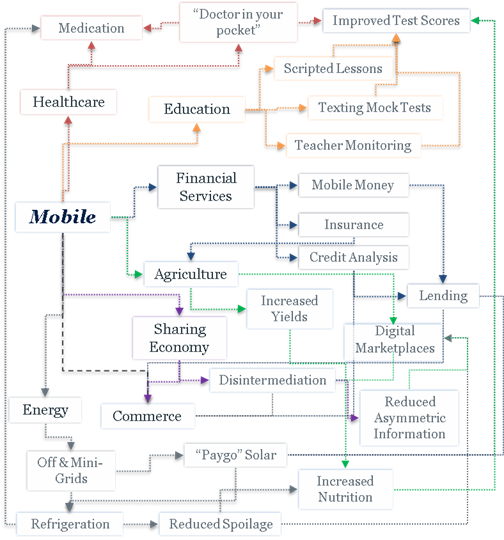 "Doctor in your
pocket"
Improved Test Scores
Medication
Scripted Lessons
Healthcare
Education
Texting Mock Tests
Teacher Monitoring
Financial
Services
Mobile Money
Mobile
Insurance
Credit Analysis
Agriculture
Increased
Yields
Lending
Sharing
Economy
Digital
Marketplaces
Disintermediation
Energy
Commerce
Reduced
Asymmetric
Information
Off & Mini-
Grids
"Paygo" Solar
Increased
Nutrition
Refrigeration
Reduced Spoilage